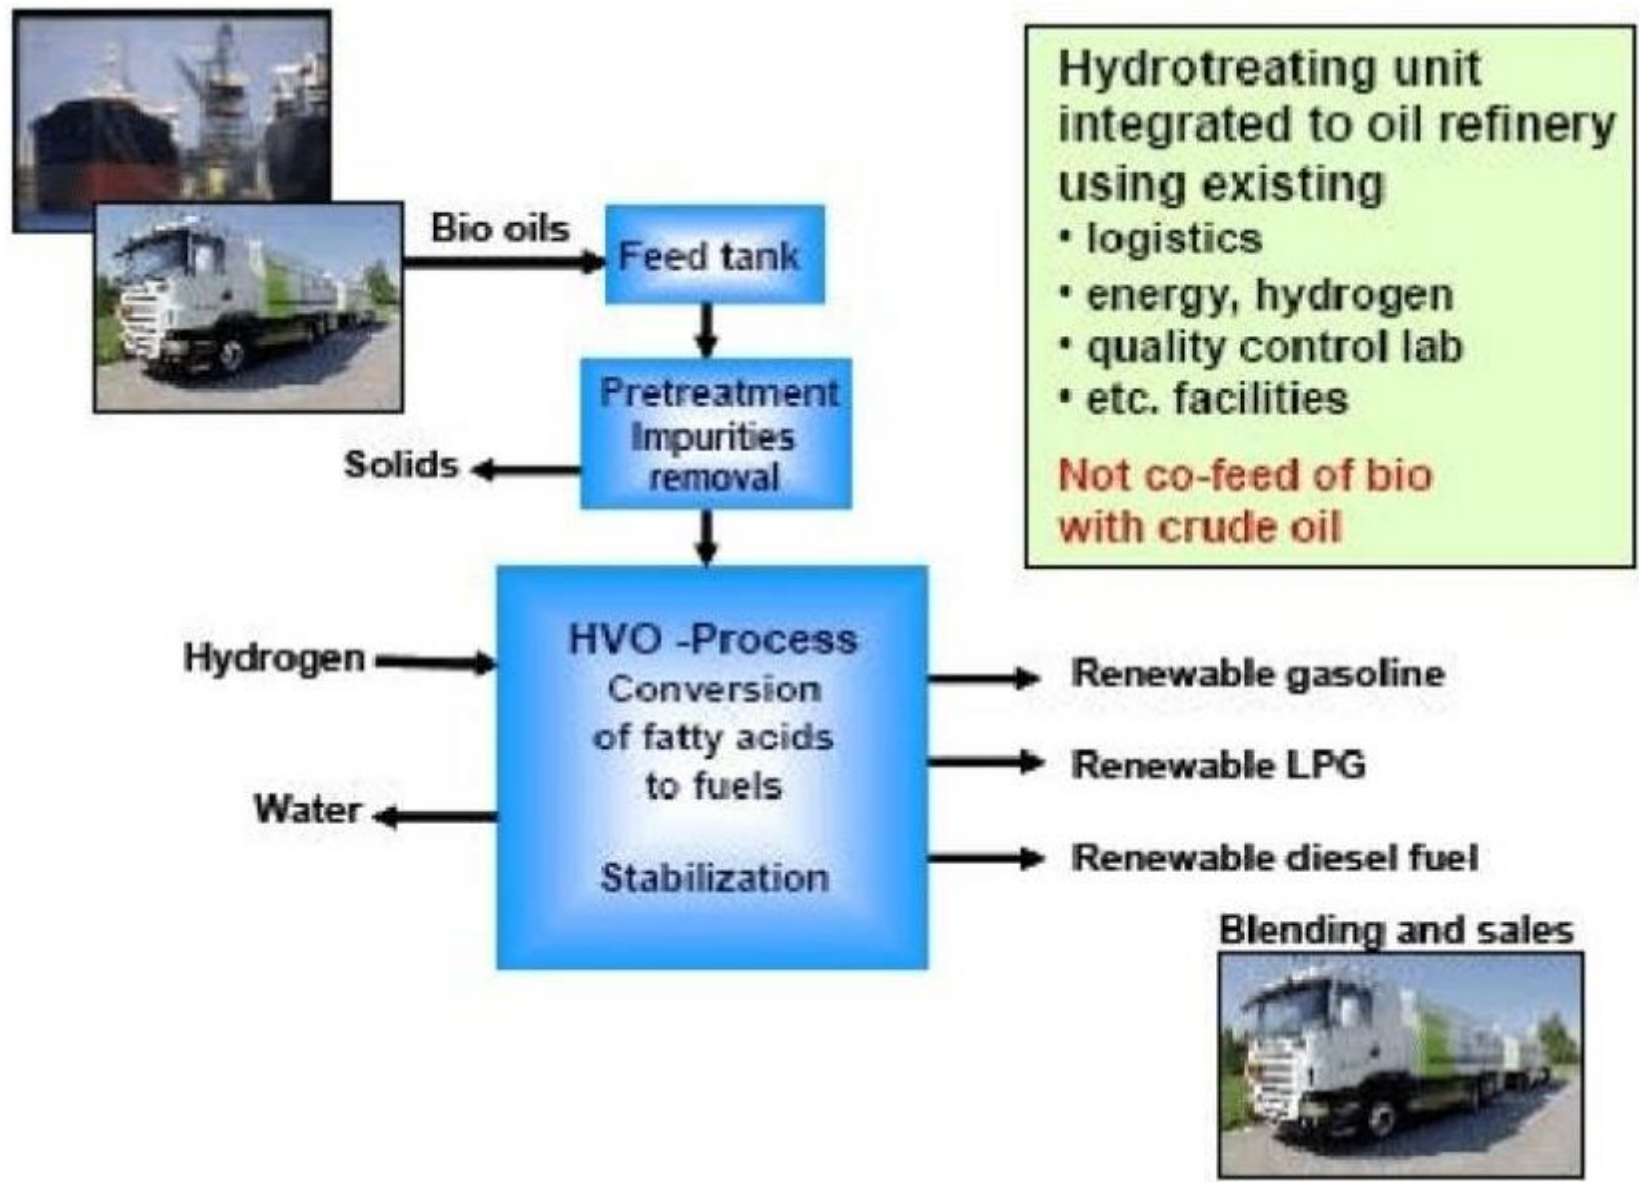 Bio oils
Feed tank
Pretreatment
Impurities
removal
Solids
HVO -Process
Conversion
of fatty acids
to fuels
Stabilization
Hydrogen
Water
Renewable gasoline
Renewable LPG
Renewable diesel fuel
Blending and sales
Hydrotreating unit
integrated to oil refinery
using existing
• logistics
• energy, hydrogen
• quality control lab
• etc. facilities
Not co-feed of bio
with crude oil